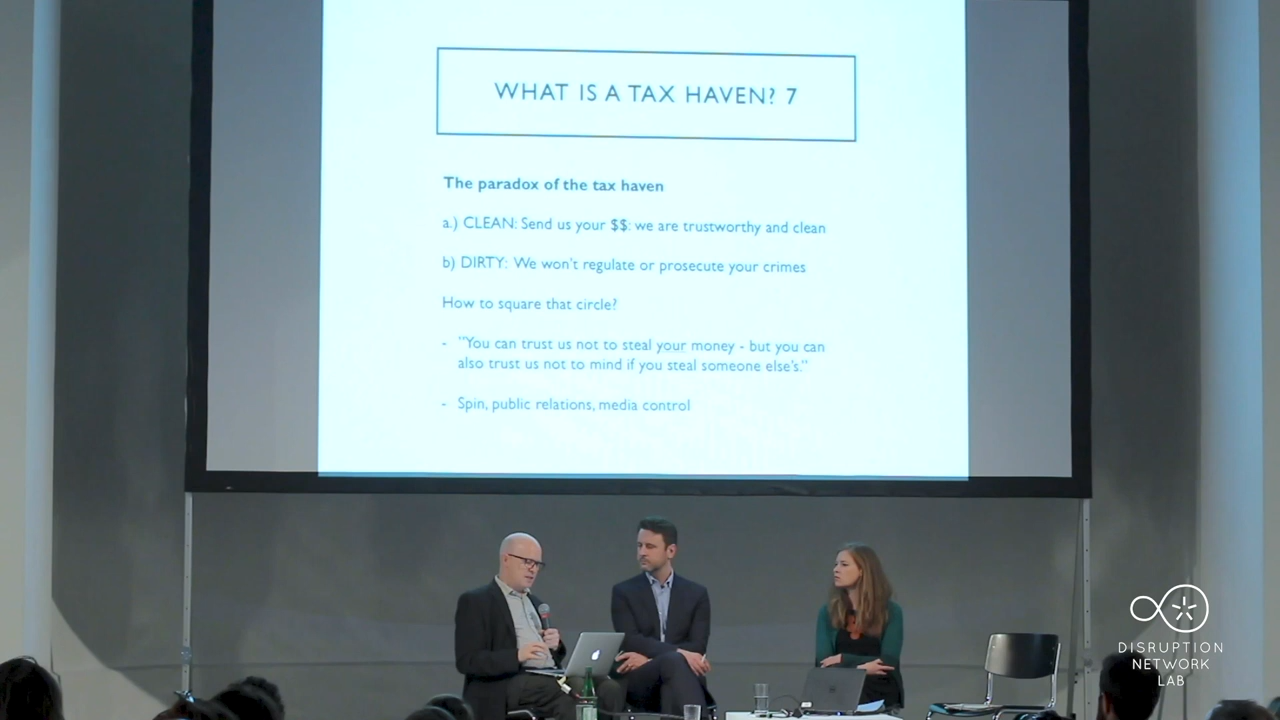 WHAT IS A TAX HAVEN? 7
The paradox of the tax haven
a.) CLEAN: Send us your $$: we are trustworthy and clean
b) DIRTY: We won't regulate or prosecute your crimes
How to square that circle?
- "You can trust us not to steal your money - but you can
also trust us not to mind if you steal someone else's."
- Spin, public relations, media control
DISRUPTION
NETWORK
LAB